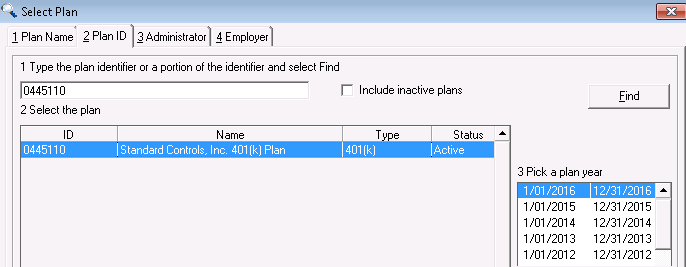 Select Plan
1 Plan Name 2 Plan ID 3 Administrator 4 Employer
1 Type the plan identifier or a portion of the identifier and select Find
0445110 Include inactive plans Find
2 Select the plan
ID Name Type Status
0445110 Standard Controls, Inc. 401(k) Plan 401(k) Active
3 Pick a plan year
1/01/2016 12/31/2016
1/01/2015 12/31/2015
1/01/2014 12/31/2014
1/01/2013 12/31/2013
1/01/2012 12/31/2012